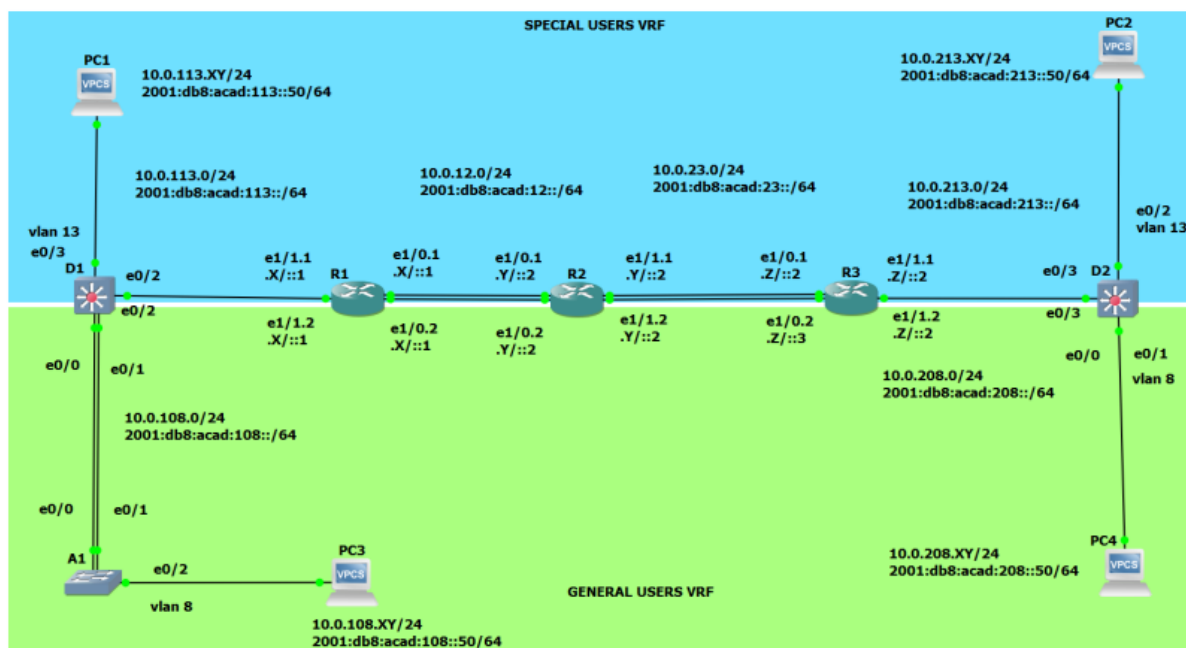 SPECIAL USERS VRF
PC1
VPCS
10.0.113.XY/24
2001:db8:acad:113::50/64
10.0.213.XY/24
2001:db8:acad:213::50/64
PC2
VPCS
10.0.113.0/24
2001:db8:acad:113::/64
10.0.12.0/24
2001:db8:acad:12::/64
10.0.23.0/24
2001:db8:acad:23::/64
10.0.213.0/24
2001:db8:acad:213::/64
e0/2
vlan 13
vlan 13
e0/3
D1
e0/2
e0/2
e1/1.1
.X/::1
R1
e1/0.1
.X/::1
e0/0.1
.Y/::2
R2
e1/1.1
.Y/::2
e1/0.1
.Z/::2
R3
e1/1.1
.Z/::2
e0/3
D2
e0/3
e1/1.2
.X/::1
e1/0.2
.X/::1
e0/0.2
.Y/::2
e1/1.2
.Y/::2
e1/0.2
.Z/::3
e1/1.2
.Z/::2
e0/0
e0/1
e0/0
e0/1
vlan 8
10.0.208.0/24
2001:db8:acad:208::/64
10.0.108.0/24
2001:db8:acad:108::/64
e0/0
e0/1
A1
e0/2
vlan 8
PC3
VPCS
10.0.108.XY/24
2001:db8:acad:108::50/64
GENERAL USERS VRF
10.0.208.XY/24
2001:db8:acad:208::50/64
PC4
VPCS